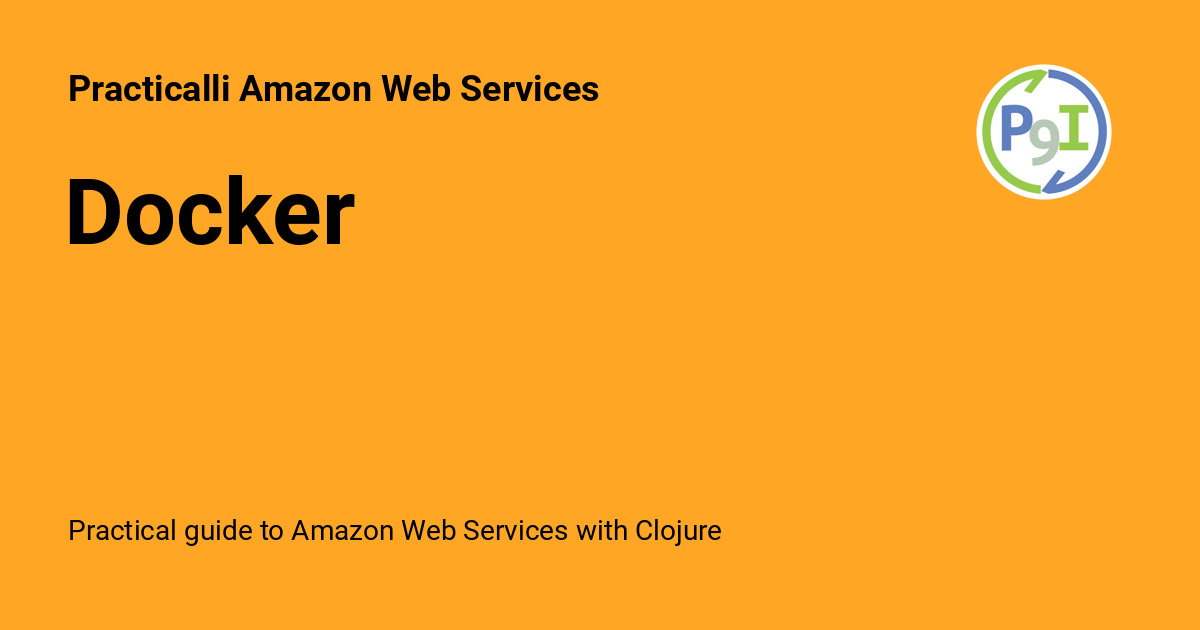 Practicalli Amazon Web Services
P9I
Docker
Practical guide to Amazon Web Services with Clojure